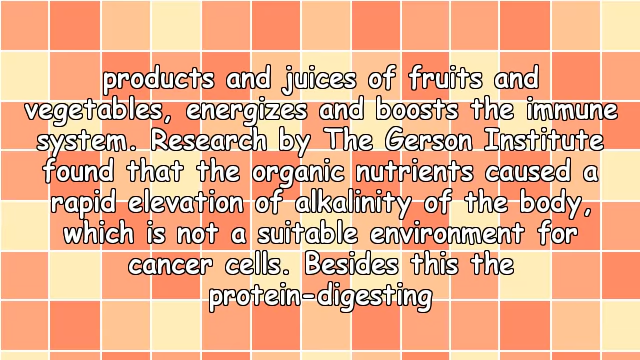 products and juices of fruits and
vegetables, energizes and boosts the immune
system. Research by The Gerson Institute
found that the organic nutrients caused a
rapid elevation of alkalinity of the body,
which is not a suitable environment for
cancer cells. Besides this the
protein-digesting